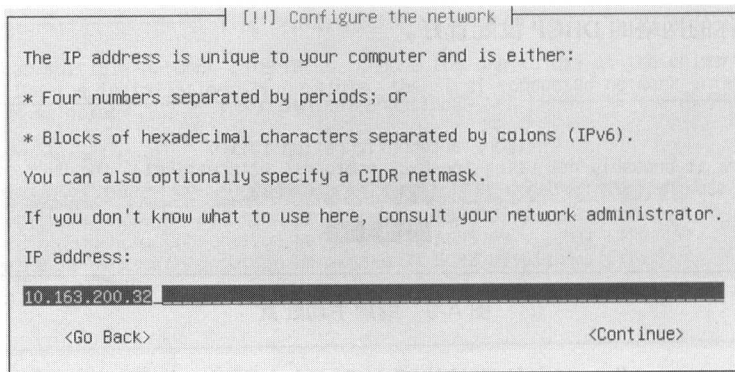 [!!] Configure the network
The IP address is unique to your computer and is either:
* Four numbers separated by periods; or
* Blocks of hexadecimal characters separated by colons (IPv6).
You can also optionally specify a CIDR netmask.
If you don't know what to use here, consult your network administrator.
IP address:
10.163.200.32
<Go Back> <Continue>